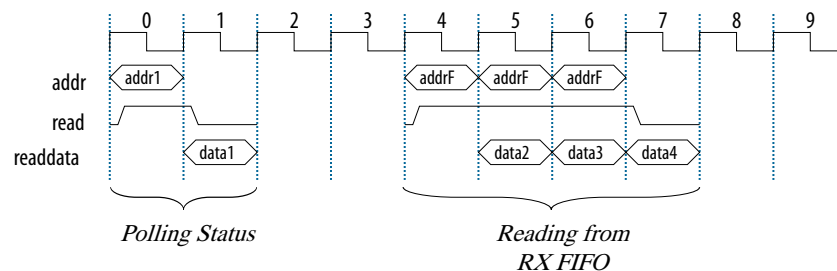 0 1 2 3 4 5 6 7 8 9
addr addr1 addrF addrF addrF
read
readdata data1 data2 data3 data4
Polling Status Reading from
RX FIFO